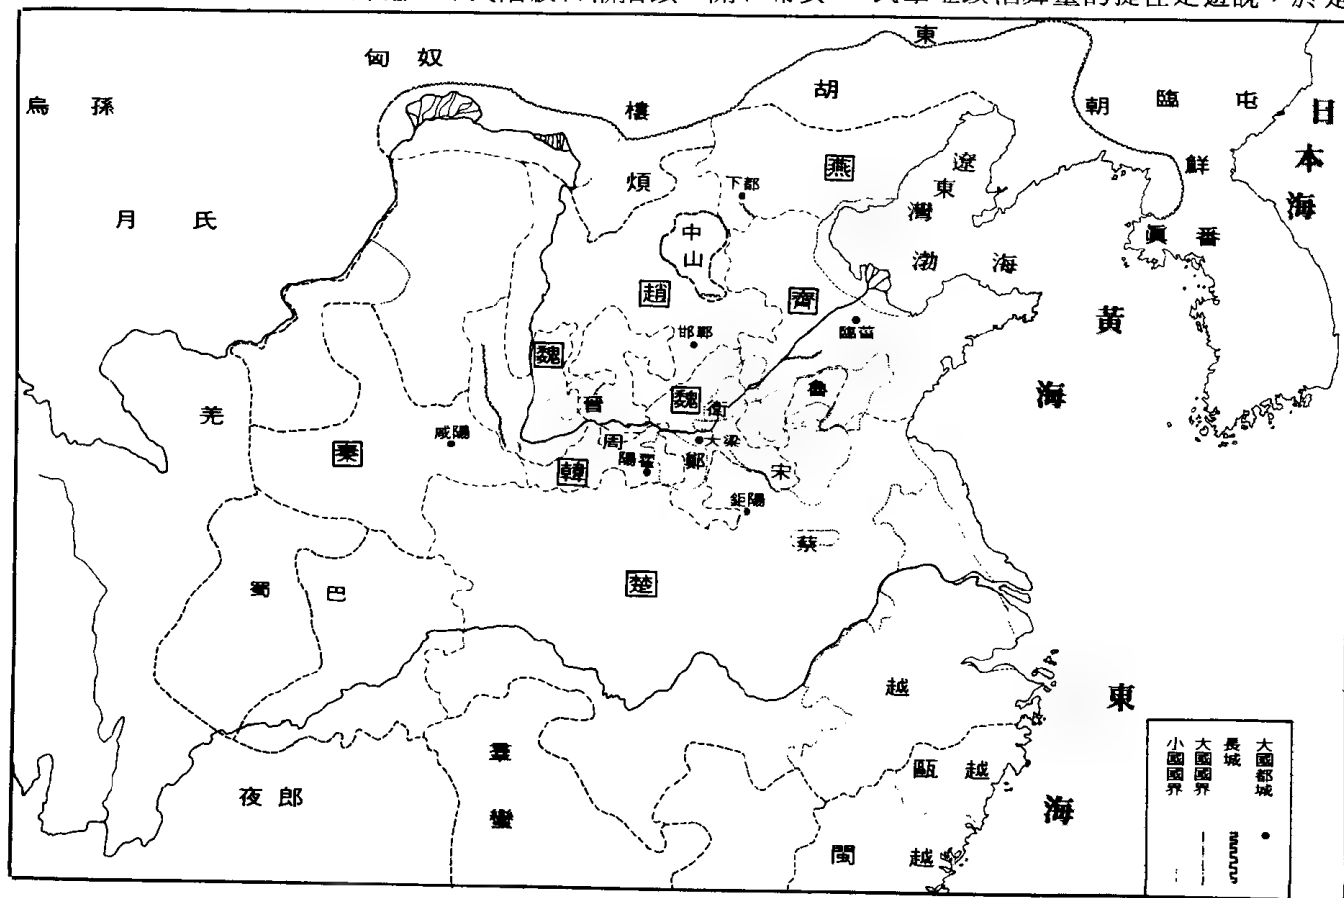 匈奴
烏孫
月氏
羌
東胡
樓煩
燕
下都
中山
趙
邯鄲
齊
臨菑
魏
晉
魏
衛
魯
大梁
周
陽翟
鄭
宋
韓
秦
咸陽
鉅陽
蔡
楚
蜀
巴
夜郎
羣蠻
越
甌越
閩越
朝鮮
臨屯
眞番
遼東灣
渤海
黃海
東海
日本海
大國都城
長城
大國國界
小國國界